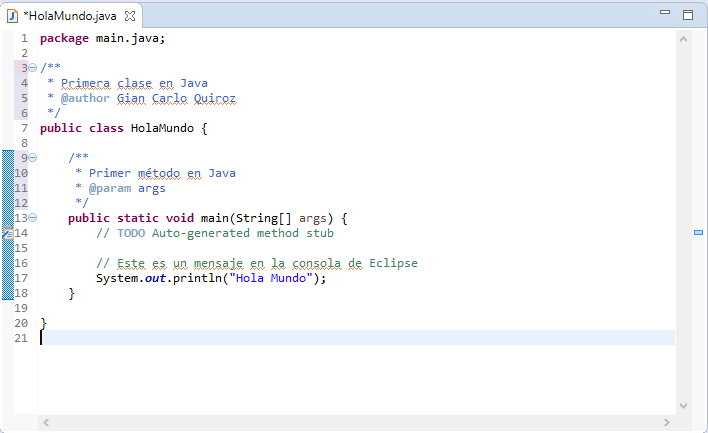 *HolaMundo.java
1 package main.java;
2
3 /**
4 * Primera clase en Java
5 * @author Gian Carlo Quiroz
6 */
7 public class HolaMundo {
8
9 /**
10 * Primer método en Java
11 * @param args
12 */
13 public static void main(String[] args) {
14 // TODO Auto-generated method stub
15
16 // Este es un mensaje en la consola de Eclipse
17 System.out.println("Hola Mundo");
18 }
19
20 }
21